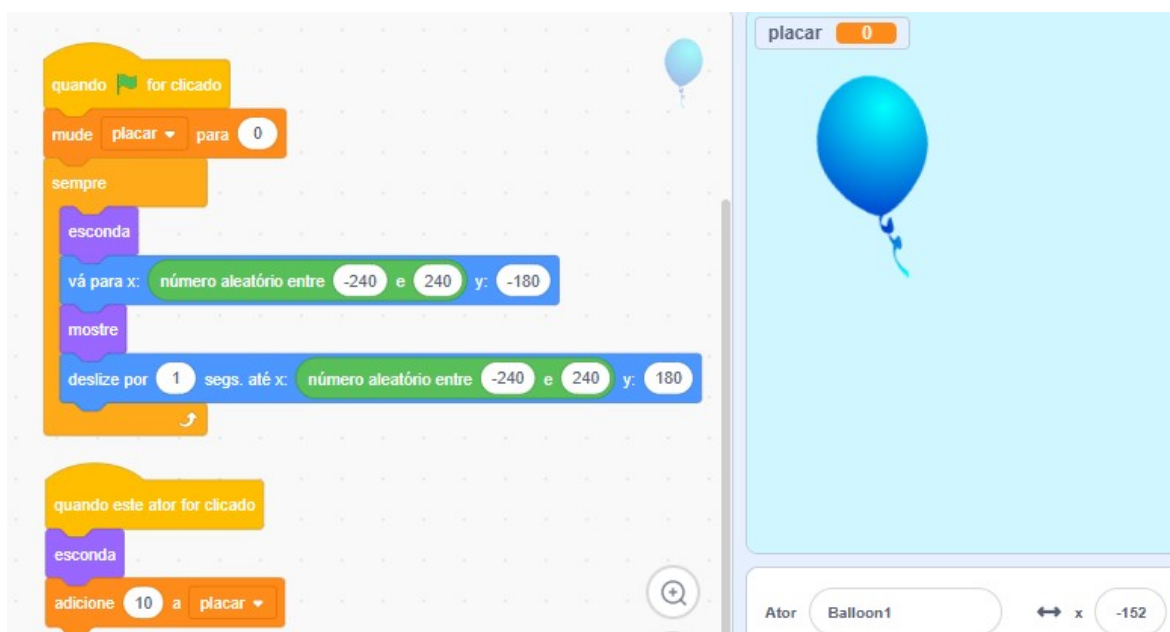 quando for clicado
mude placar para 0
sempre
esconda
vá para x: número aleatório entre -240 e 240 y: -180
mostre
deslize por 1 segs. até x: número aleatório entre -240 e 240 y: 180
quando este ator for clicado
esconda
adicione 10 a placar
placar 0
Ator Balloon1 x -152